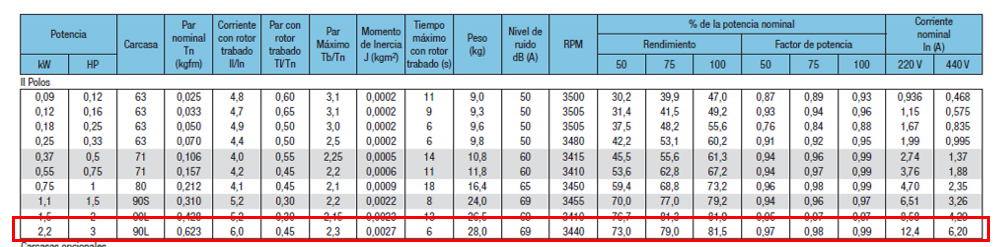 Potencia
Carcasa
Par nominal Tn (kgfm)
Corriente con rotor trabado Il/In
Par con rotor trabado Tl/Tn
Par Máximo Tb/Tn
Momento de Inercia J (kgm²)
Tiempo máximo con rotor trabado (s)
Peso (kg)
Nivel de ruido dB (A)
RPM
% de la potencia nominal
Corriente nominal In (A)
Rendimiento Factor de potencia
kW HP 50 75 100 50 75 100 220 V 440 V
II Polos
0,09 0,12 63 0,025 4,8 0,60 3,1 0,0002 11 9,0 50 3500 30,2 39,9 47,0 0,87 0,89 0,93 0,936 0,468
0,12 0,16 63 0,033 4,7 0,65 3,1 0,0002 9 9,3 50 3505 31,4 41,5 49,2 0,93 0,94 0,96 1,15 0,575
0,18 0,25 63 0,050 4,9 0,50 3,0 0,0002 6 9,6 50 3505 37,5 48,2 55,6 0,76 0,84 0,88 1,67 0,835
0,25 0,33 63 0,070 4,4 0,50 2,5 0,0002 6 9,8 50 3480 42,2 53,1 60,2 0,91 0,92 0,95 1,99 0,995
0,37 0,5 71 0,106 4,0 0,55 2,25 0,0005 14 10,8 60 3415 45,5 55,6 61,3 0,94 0,96 0,99 2,74 1,37
0,55 0,75 71 0,157 4,2 0,45 2,2 0,0006 11 11,8 60 3410 53,6 62,8 67,2 0,94 0,96 0,99 3,76 1,88
0,75 1 80 0,212 4,1 0,45 2,1 0,0009 18 16,4 65 3450 59,4 68,8 73,2 0,94 0,98 0,99 4,70 2,35
1,1 1,5 90S 0,310 5,2 0,30 2,2 0,0022 8 24,0 69 3455 70,0 77,0 79,2 0,94 0,96 0,97 6,51 3,26
1,5 2 90L 0,428 5,2 0,30 2,15 0,0023
2,2 3 90L 0,623 6,0 0,45 2,3 0,0027 6 28,0 69 3440 73,0 79,0 81,5 0,97 0,98 0,99 12,4 6,20
Carcasas opcionales